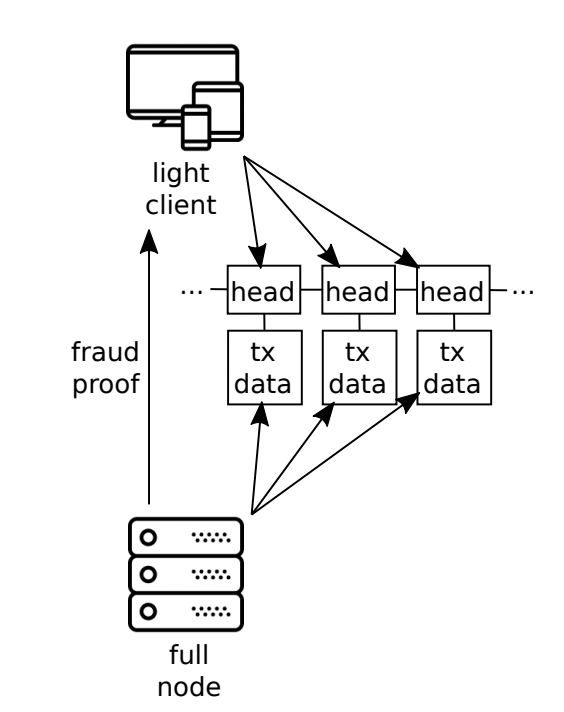 light
client
... head head head ...
fraud
proof
tx
data
tx
data
tx
data
full
node